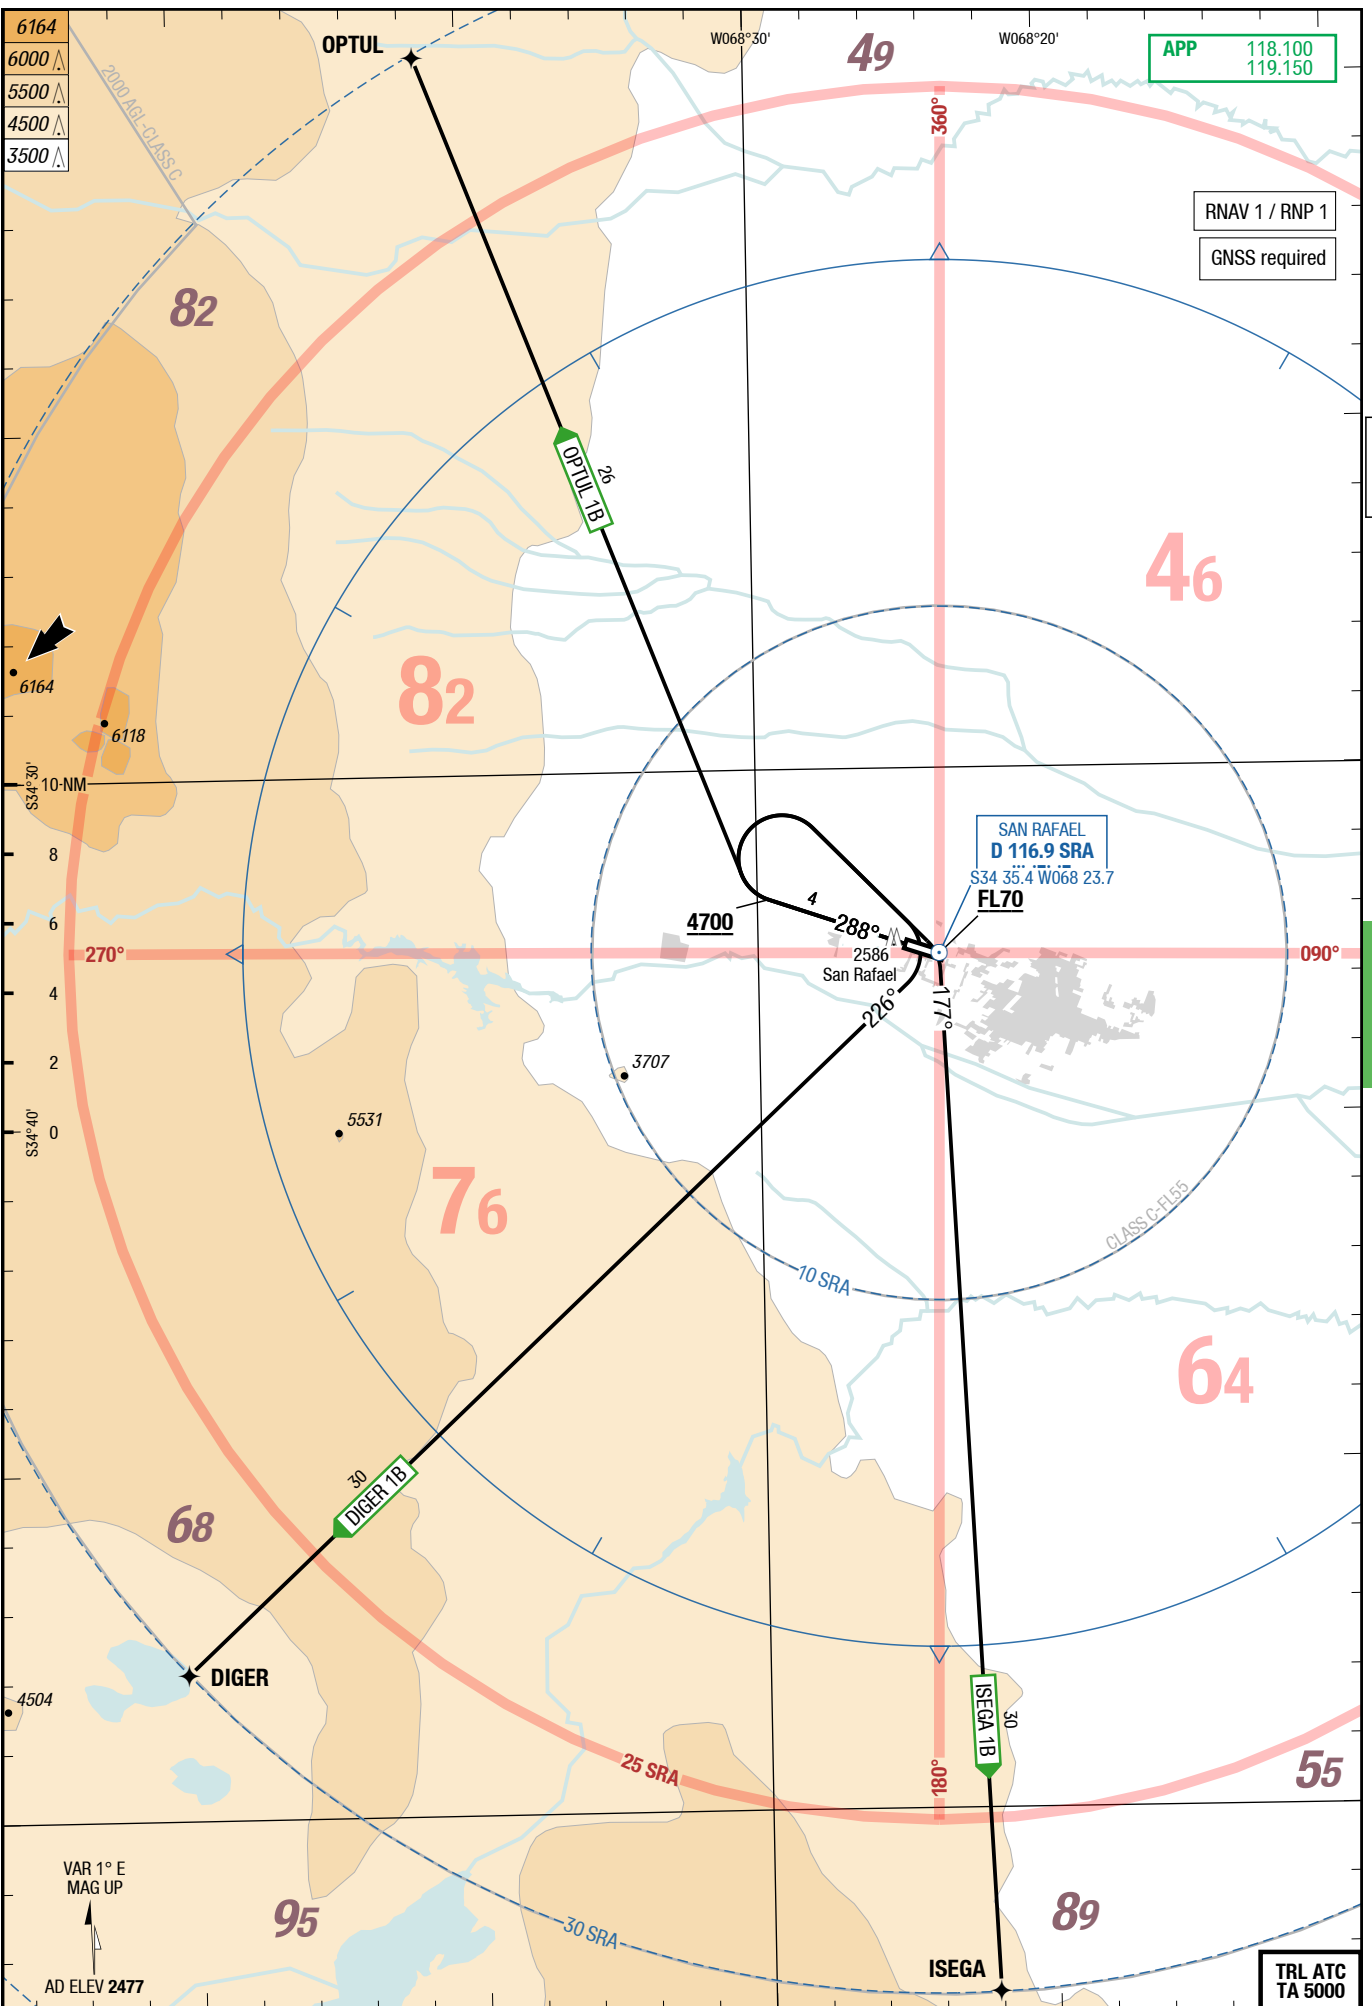 6164
6000
5500
4500
3500
OPTUL
W068°30'
49
W068°20'
APP 118.100
119.150
2000 AGL-CLASS C
360°
RNAV 1 / RNP 1
GNSS required
82
OPTUL 1B
26
46
82
6164
6118
S34°30'
10 NM
8
6
4
2
0
S34°40'
SAN RAFAEL
D 116.9 SRA
S34 35.4 W068 23.7
FL70
4700
4
288°
2586
San Rafael
270°
090°
226°
177°
3707
5531
76
CLASS C-FL55
10 SRA
64
30
DIGER 1B
68
DIGER
4504
ISEGA 1B
30
25 SRA
180°
55
VAR 1° E
MAG UP
95
30 SRA
89
AD ELEV 2477
ISEGA
TRL ATC
TA 5000